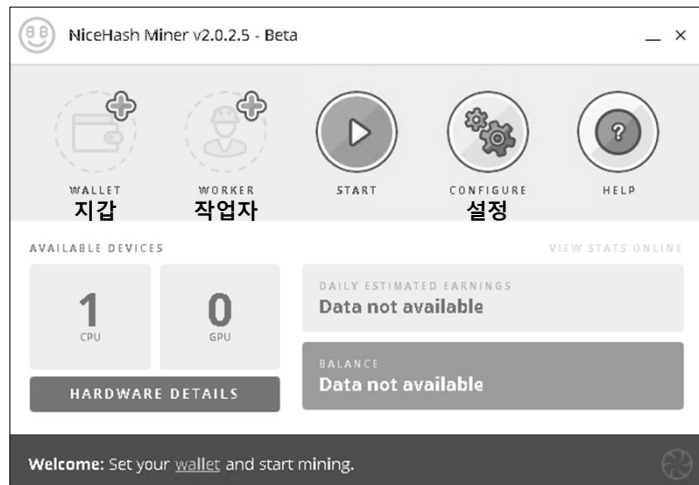 NiceHash Miner v2.0.2.5 - Beta
WALLET WORKER START CONFIGURE HELP
지갑 작업자 설정
AVAILABLE DEVICES VIEW STATS ONLINE
1 0
CPU GPU
DAILY ESTIMATED EARNINGS
Data not available
BALANCE
Data not available
HARDWARE DETAILS
Welcome: Set your wallet and start mining.